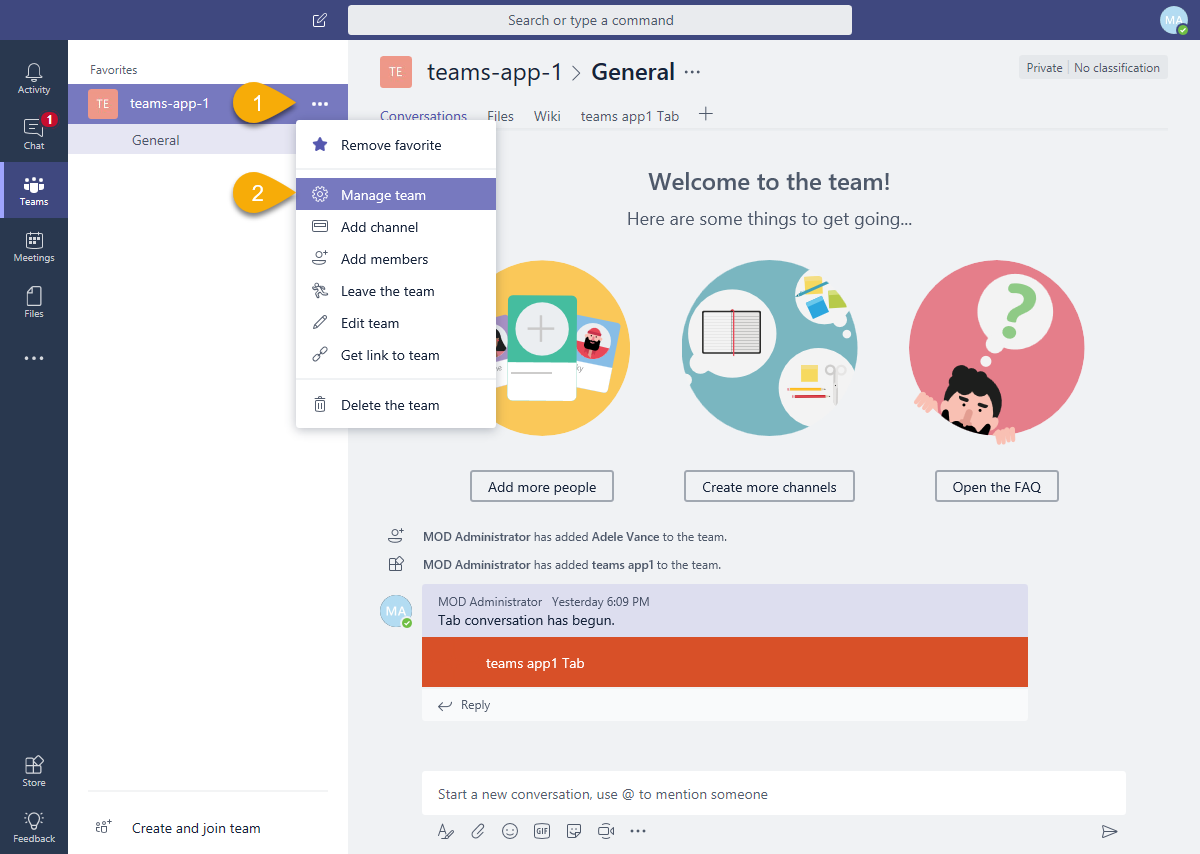 Search or type a command
MA
Activity
1
Chat
Teams
Meetings
Files
Store
Feedback
Favorites
TE
teams-app-1
General
1
2
Remove favorite
Manage team
Add channel
Add members
Leave the team
Edit team
Get link to team
Delete the team
Create and join team
TE
teams-app-1 > General
Private No classification
Conversations Files Wiki teams app1 Tab
Welcome to the team!
Here are some things to get going...
Add more people
Create more channels
Open the FAQ
MOD Administrator has added Adele Vance to the team.
MOD Administrator has added teams app1 to the team.
MA
MOD Administrator Yesterday 6:09 PM
Tab conversation has begun.
teams app1 Tab
Reply
Start a new conversation, use @ to mention someone
GIF